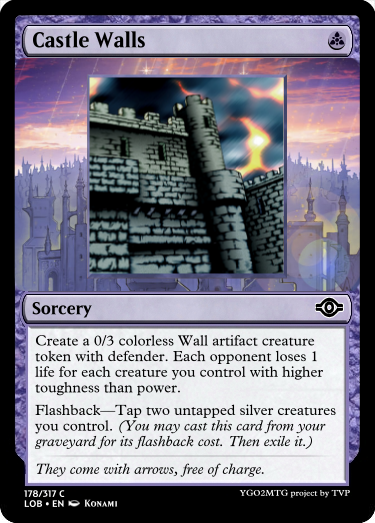 Castle Walls
Sorcery
Create a 0/3 colorless Wall artifact creature
token with defender. Each opponent loses 1
life for each creature you control with higher
toughness than power.
Flashback—Tap two untapped silver creatures
you control. (You may cast this card from your
graveyard for its flashback cost. Then exile it.)
They come with arrows, free of charge.
178/317 C
LOB • EN Konami
YGO2MTG project by TVP